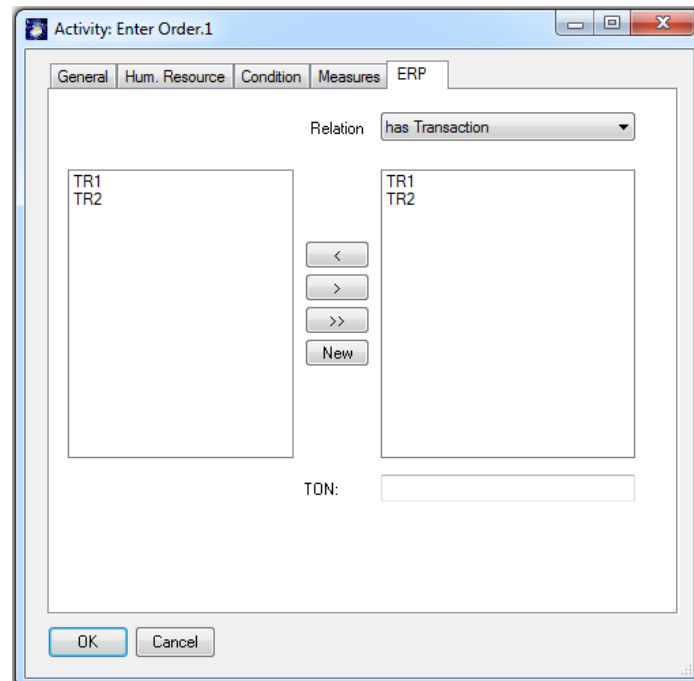 Activity: Enter Order.1
General Hum. Resource Condition Measures ERP
Relation has Transaction
TR1 TR1
TR2 TR2
<
>
>>
New
TON:
OK Cancel